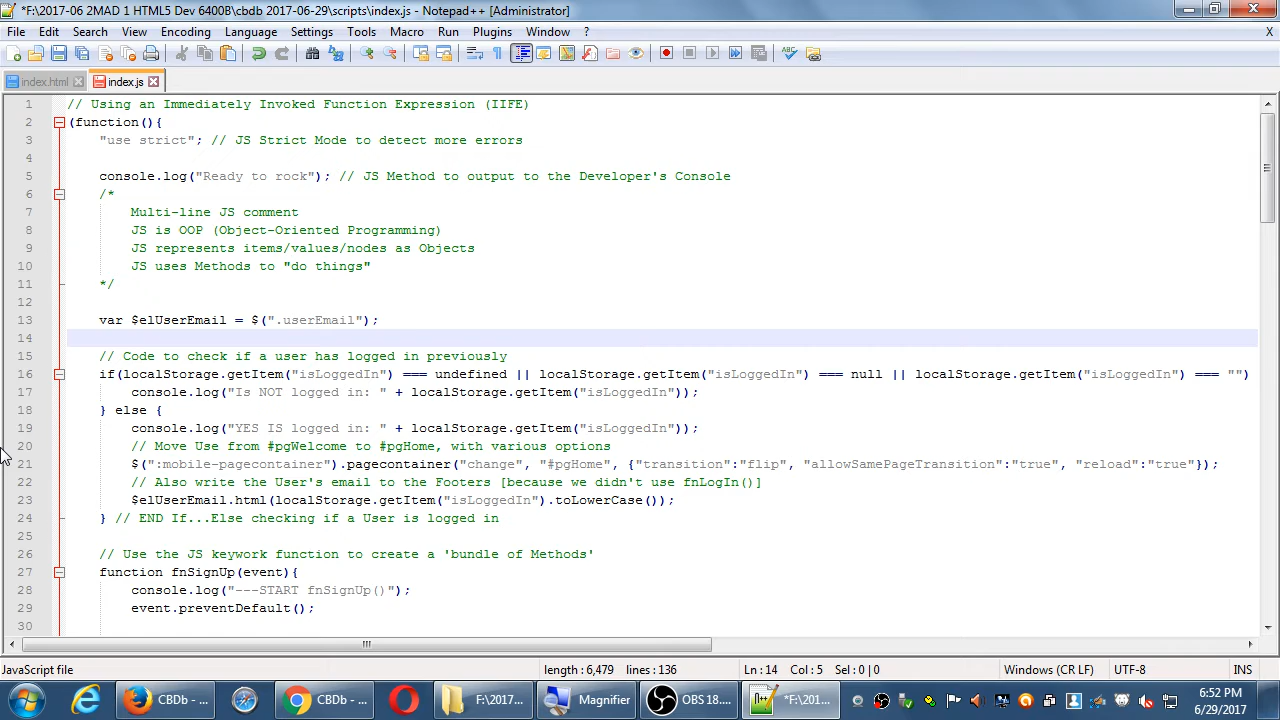 *F:\2017-06 2MAD 1 HTML5 Dev 6400B\cbdb 2017-06-29\scripts\index.js - Notepad++ [Administrator]
File Edit Search View Encoding Language Settings Tools Macro Run Plugins Window ? X
index.html index.js
1 // Using an Immediately Invoked Function Expression (IIFE)
2 (function(){
3 "use strict"; // JS Strict Mode to detect more errors
4
5 console.log("Ready to rock"); // JS Method to output to the Developer's Console
6 /*
7 Multi-line JS comment
8 JS is OOP (Object-Oriented Programming)
9 JS represents items/values/nodes as Objects
10 JS uses Methods to "do things"
11 */
12
13 var $elUserEmail = $(".userEmail");
14
15 // Code to check if a user has logged in previously
16 if(localStorage.getItem("isLoggedIn") === undefined || localStorage.getItem("isLoggedIn") === null || localStorage.getItem("isLoggedIn") === "")
17 console.log("Is NOT logged in: " + localStorage.getItem("isLoggedIn"));
18 } else {
19 console.log("YES IS logged in: " + localStorage.getItem("isLoggedIn"));
20 // Move Use from #pgWelcome to #pgHome, with various options
21 $(":mobile-pagecontainer").pagecontainer("change", "#pgHome", {"transition":"flip", "allowSamePageTransition":"true", "reload":"true"});
22 // Also write the User's email to the Footers [because we didn't use fnLogIn()]
23 $elUserEmail.html(localStorage.getItem("isLoggedIn").toLowerCase());
24 } // END If...Else checking if a User is logged in
25
26 // Use the JS keywork function to create a 'bundle of Methods'
27 function fnSignUp(event){
28 console.log("---START fnSignUp()");
29 event.preventDefault();
30
JavaScript file length : 6,479 lines : 136 Ln : 14 Col : 5 Sel : 0 | 0 Windows (CR LF) UTF-8 INS
CBDb - ... CBDb - ... F:\2017... Magnifier OBS 18.... *F:\201... 6:52 PM
6/29/2017